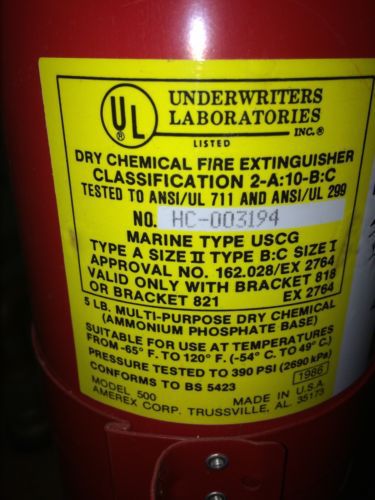 UL
UNDERWRITERS
LABORATORIES
INC.®
LISTED
DRY CHEMICAL FIRE EXTINGUISHER
CLASSIFICATION 2-A:10-B:C
TESTED TO ANSI/UL 711 AND ANSI/UL 299
NO. HC-003194
MARINE TYPE USCG
TYPE A SIZE II TYPE B:C SIZE I
APPROVAL NO. 162.028/EX 2764
VALID ONLY WITH BRACKET 818
OR BRACKET 821 EX 2764
5 LB. MULTI-PURPOSE DRY CHEMICAL
(AMMONIUM PHOSPHATE BASE)
SUITABLE FOR USE AT TEMPERATURES
FROM -65° F. TO 120° F. (-54° C. TO 49° C.)
PRESSURE TESTED TO 390 PSI (2690 kPa)
CONFORMS TO BS 5423 1986
MODEL 500 MADE IN U.S.A.
AMEREX CORP. TRUSSVILLE, AL. 35173